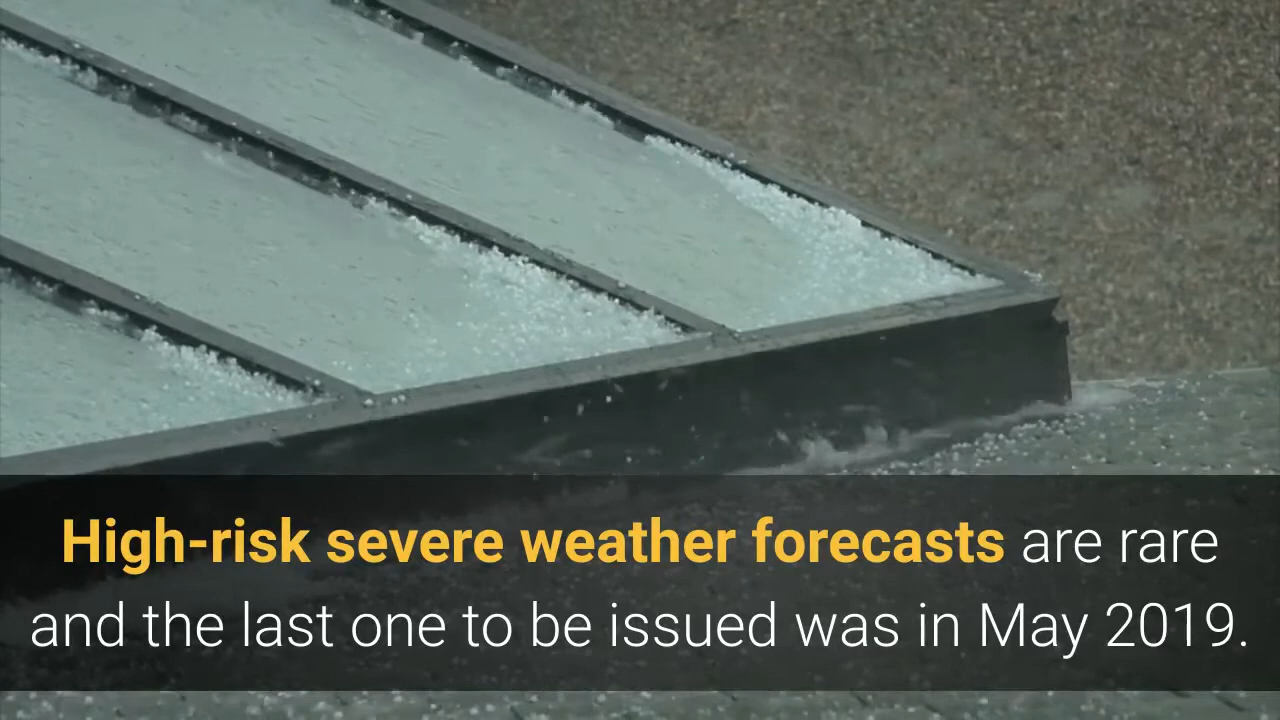 High-risk severe weather forecasts are rare
and the last one to be issued was in May 2019.